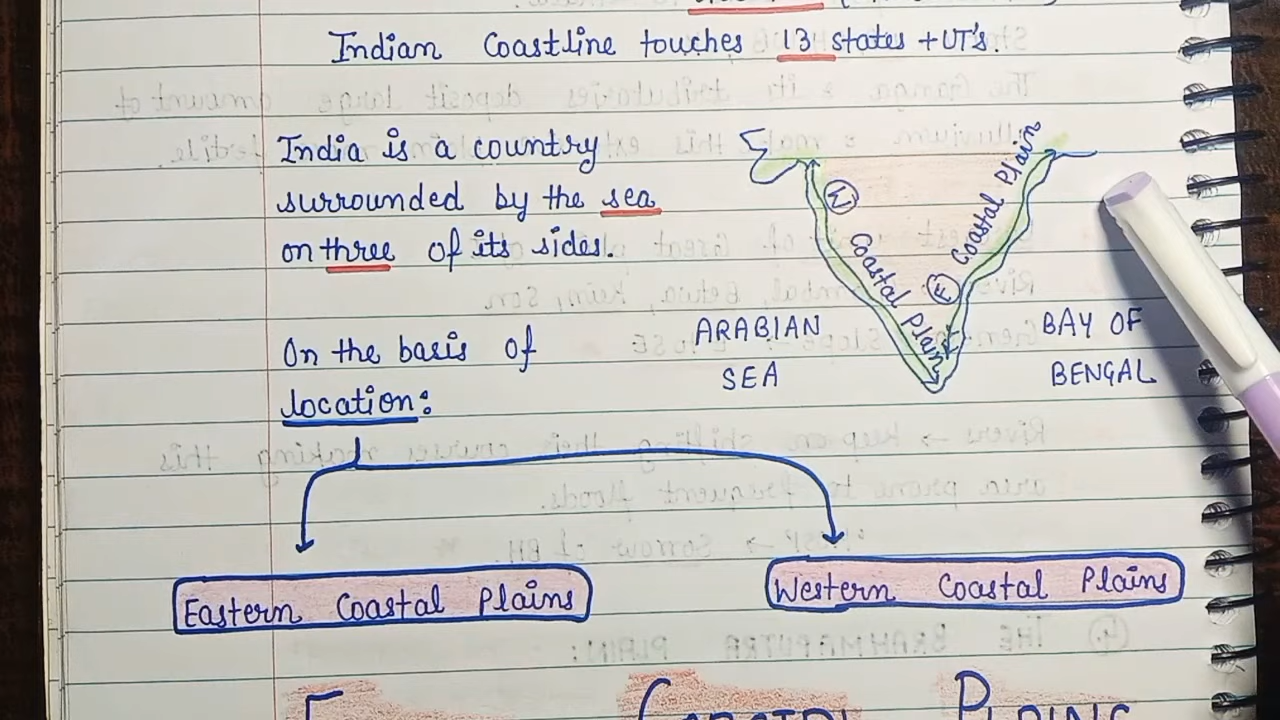 Indian Coastline touches 13 states + UT's.
India is a country
surrounded by the sea
on three of its sides.
W Coastal Plain
E Coastal Plain
ARABIAN
SEA
BAY OF
BENGAL
On the basis of
location:
Eastern Coastal Plains
Western Coastal Plains
COASTAL PLAINS